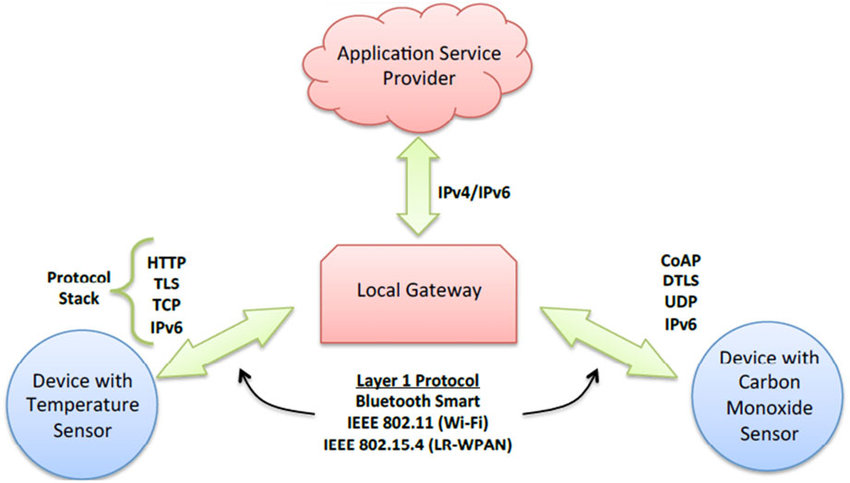 Application Service
Provider
IPv4/IPv6
Protocol
Stack
HTTP
TLS
TCP
IPv6
Local Gateway
CoAP
DTLS
UDP
IPv6
Device with
Temperature
Sensor
Layer 1 Protocol
Bluetooth Smart
IEEE 802.11 (Wi-Fi)
IEEE 802.15.4 (LR-WPAN)
Device with
Carbon
Monoxide
Sensor